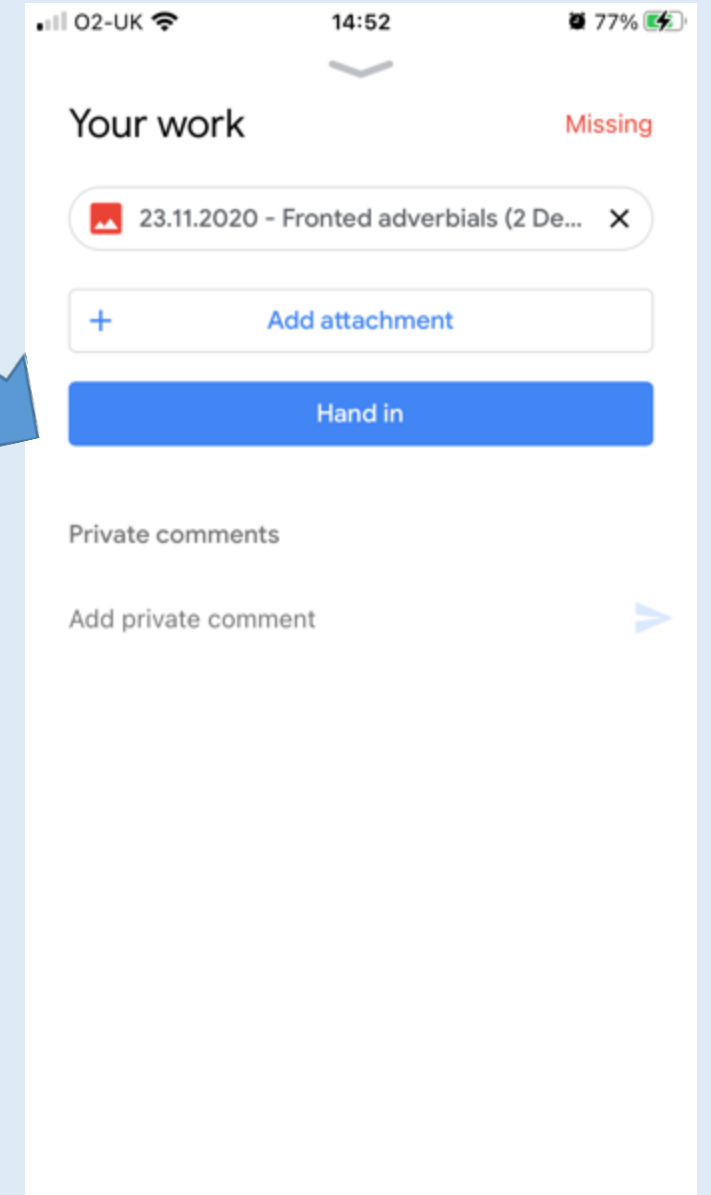 O2-UK 14:52 77%
Your work Missing
23.11.2020 - Fronted adverbials (2 De...
Add attachment
Hand in
Private comments
Add private comment